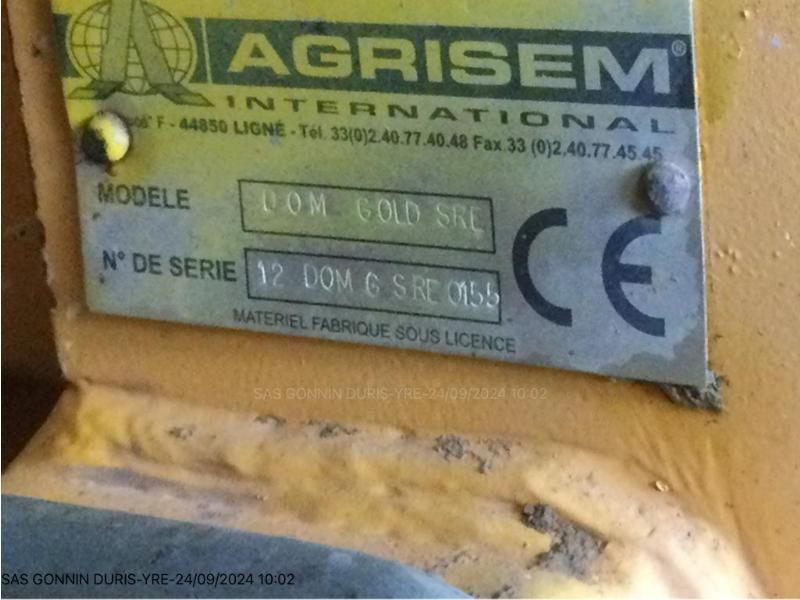 AGRISEM®
INTERNATIONAL
F - 44850 LIGNÉ - Tél. 33(0)2.40.77.40.48 Fax 33 (0)2.40.77.45.45
MODELE DOM GOLD SRE
N° DE SERIE 12 DOM G SRE 0155
CE
MATERIEL FABRIQUE SOUS LICENCE
SAS GONNIN DURIS-YRE-24/09/2024 10:02
SAS GONNIN DURIS-YRE-24/09/2024 10:02